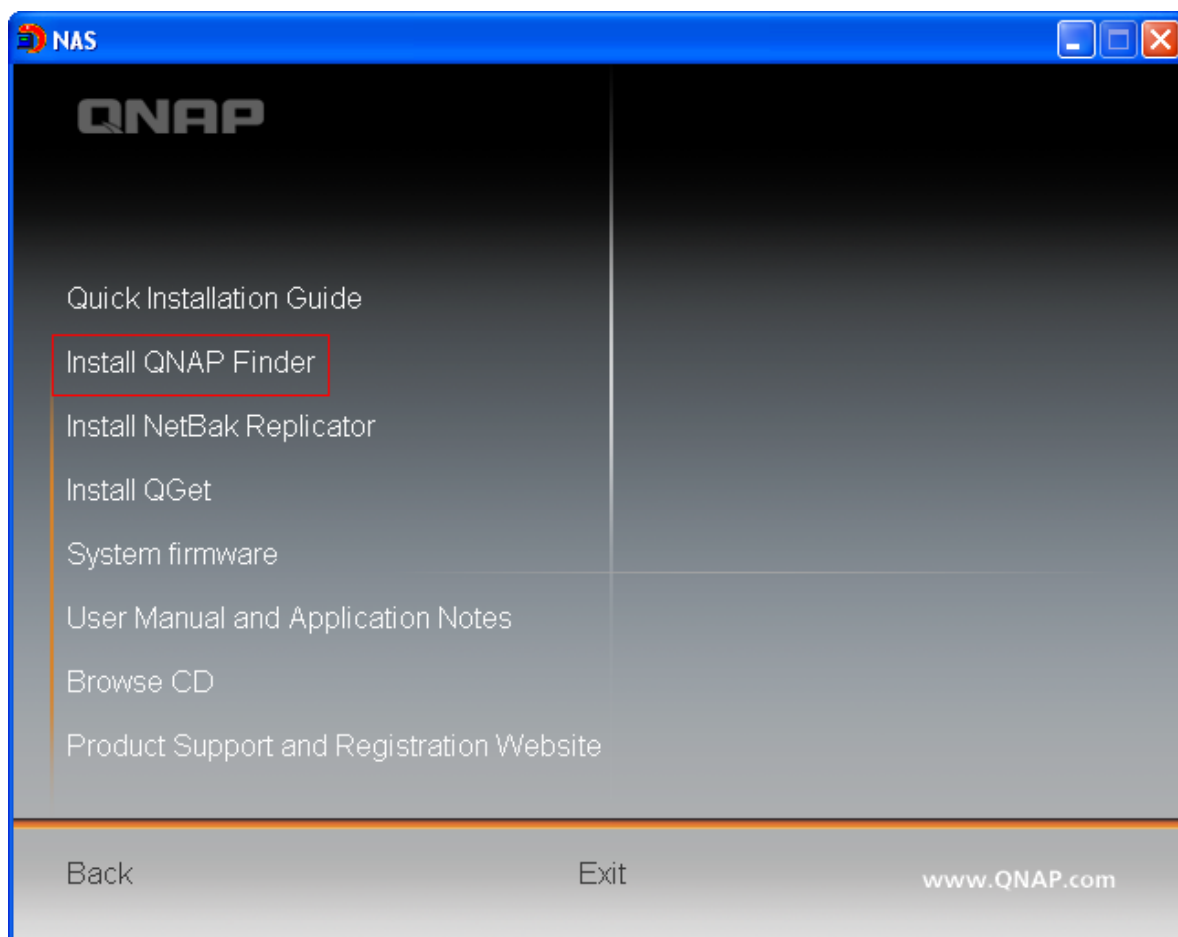 NAS
QNAP
Quick Installation Guide
Install QNAP Finder
Install NetBak Replicator
Install QGet
System firmware
User Manual and Application Notes
Browse CD
Product Support and Registration Website
Back
Exit
www.QNAP.com